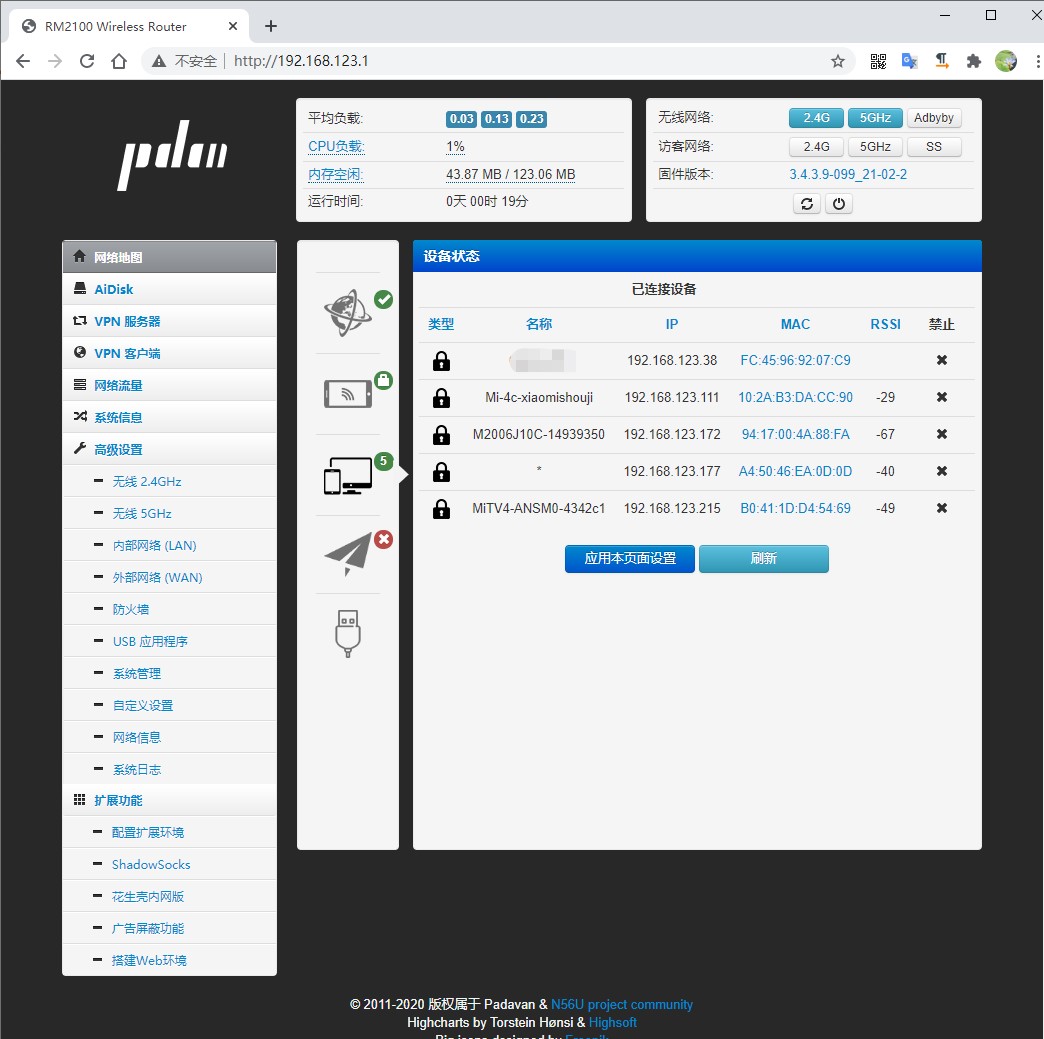 RM2100 Wireless Router
不安全 http://192.168.123.1
pdan
平均负载: 0.03 0.13 0.23
CPU负载: 1%
内存空闲: 43.87 MB / 123.06 MB
运行时间: 0天 00时 19分
无线网络: 2.4G 5GHz Adbyby
访客网络: 2.4G 5GHz SS
固件版本: 3.4.3.9-099_21-02-2
网络地图
AiDisk
VPN 服务器
VPN 客户端
网络流量
系统信息
高级设置
无线 2.4GHz
无线 5GHz
内部网络 (LAN)
外部网络 (WAN)
防火墙
USB 应用程序
系统管理
自定义设置
网络信息
系统日志
扩展功能
配置扩展环境
ShadowSocks
花生壳内网版
广告屏蔽功能
搭建Web环境
5
设备状态
已连接设备
类型 名称 IP MAC RSSI 禁止
192.168.123.38 FC:45:96:92:07:C9
Mi-4c-xiaomishouji 192.168.123.111 10:2A:B3:DA:CC:90 -29
M2006J10C-14939350 192.168.123.172 94:17:00:4A:88:FA -67
* 192.168.123.177 A4:50:46:EA:0D:0D -40
MiTV4-ANSM0-4342c1 192.168.123.215 B0:41:1D:D4:54:69 -49
应用本页面设置 刷新
© 2011-2020 版权属于 Padavan & N56U project community
Highcharts by Torstein Hønsi & Highsoft
Big icons designed by Freepik